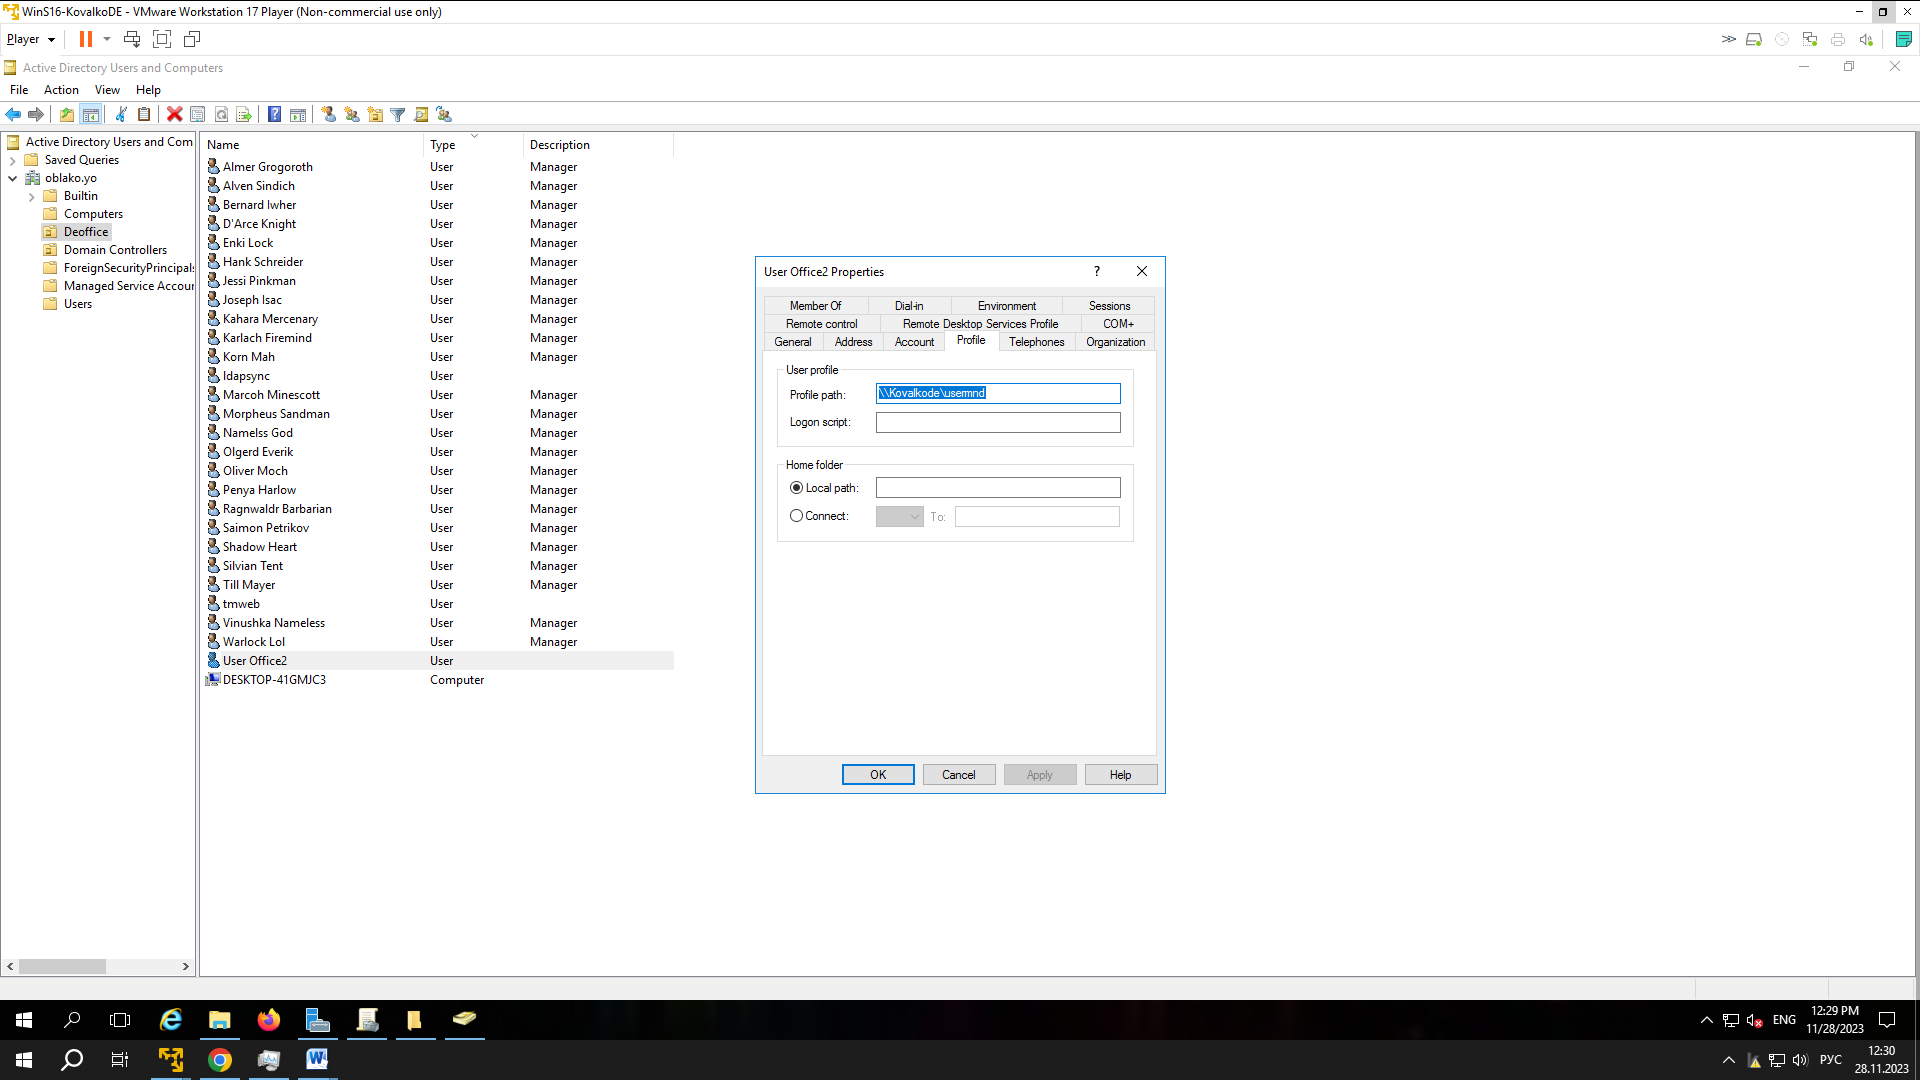 WinS16-KovalkoDE - VMware Workstation 17 Player (Non-commercial use only)
Player
Active Directory Users and Computers
File Action View Help
Active Directory Users and Com
Saved Queries
oblako.yo
Builtin
Computers
Deoffice
Domain Controllers
ForeignSecurityPrincipals
Managed Service Accour
Users
Name Type Description
Almer Grogoroth User Manager
Alven Sindich User Manager
Bernard Iwher User Manager
D'Arce Knight User Manager
Enki Lock User Manager
Hank Schreider User Manager
Jessi Pinkman User Manager
Joseph Isac User Manager
Kahara Mercenary User Manager
Karlach Firemind User Manager
Korn Mah User Manager
ldapsync User
Marcoh Minescott User Manager
Morpheus Sandman User Manager
Namelss God User Manager
Olgerd Everik User Manager
Oliver Moch User Manager
Penya Harlow User Manager
Ragnwaldr Barbarian User Manager
Saimon Petrikov User Manager
Shadow Heart User Manager
Silvian Tent User Manager
Till Mayer User Manager
tmweb User
Vinushka Nameless User Manager
Warlock Lol User Manager
User Office2 User
DESKTOP-41GMJC3 Computer
User Office2 Properties ?
Member Of Dial-in Environment Sessions
Remote control Remote Desktop Services Profile COM+
General Address Account Profile Telephones Organization
User profile
Profile path: \\Kovalkode\usermnd
Logon script:
Home folder
Local path:
Connect: To:
OK Cancel Apply Help
ENG 12:29 PM
11/28/2023
РУС 12:30
28.11.2023